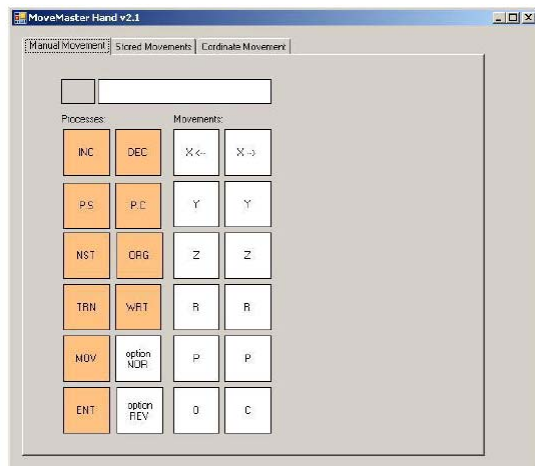 MoveMaster Hand v2.1
Manual Movement Stored Movements Cordinate Movement
Processes: Movements:
INC DEC X <-- X -->
P.S P.C Y Y
NST ORG Z Z
TRN WRT R R
MOV option NOR P P
ENT option REV O C